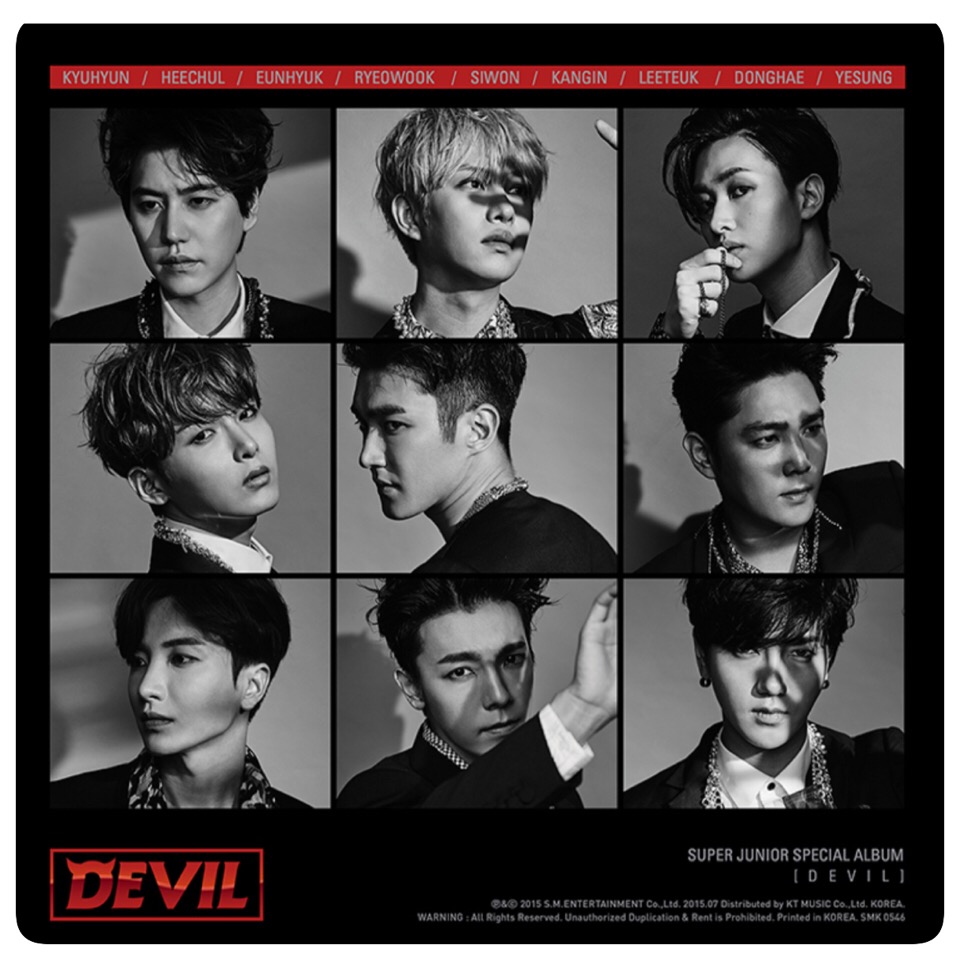 KYUHYUN / HEECHUL / EUNHYUK / RYEOWOOK / SIWON / KANGIN / LEETEUK / DONGHAE / YESUNG
DEVIL
SUPER JUNIOR SPECIAL ALBUM
[ D E V I L ]
℗&© 2015 S.M.ENTERTAINMENT Co.,Ltd. 2015.07 Distributed by KT MUSIC Co.,Ltd. KOREA.
WARNING : All Rights Reserved. Unauthorized Duplication & Rent is Prohibited. Printed in KOREA. SMK 0546